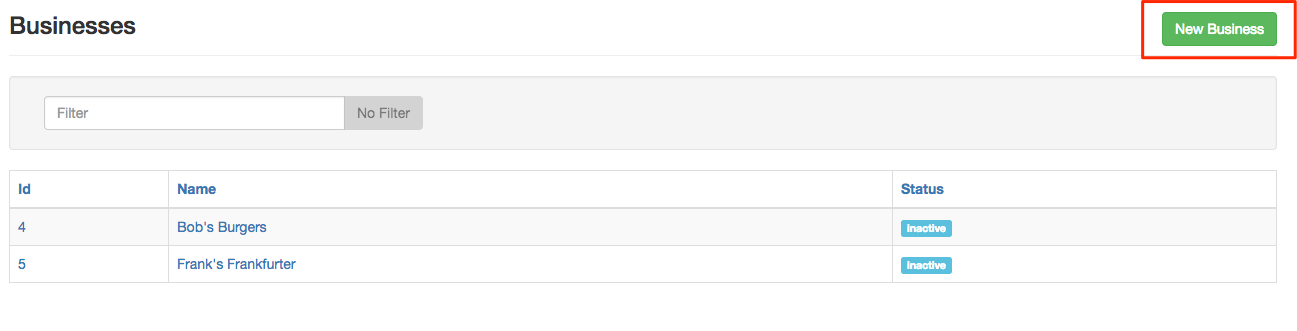 Businesses
New Business
Filter
No Filter
Id Name Status
4 Bob's Burgers Inactive
5 Frank's Frankfurter Inactive